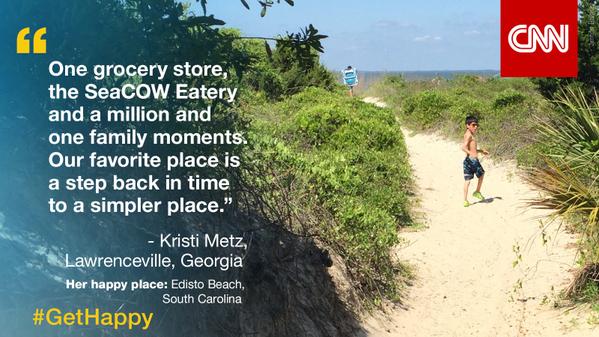 CNN
“
One grocery store,
the SeaCOW Eatery
and a million and
one family moments.
Our favorite place is
a step back in time
to a simpler place.”
- Kristi Metz,
Lawrenceville, Georgia
Her happy place: Edisto Beach,
South Carolina
#GetHappy